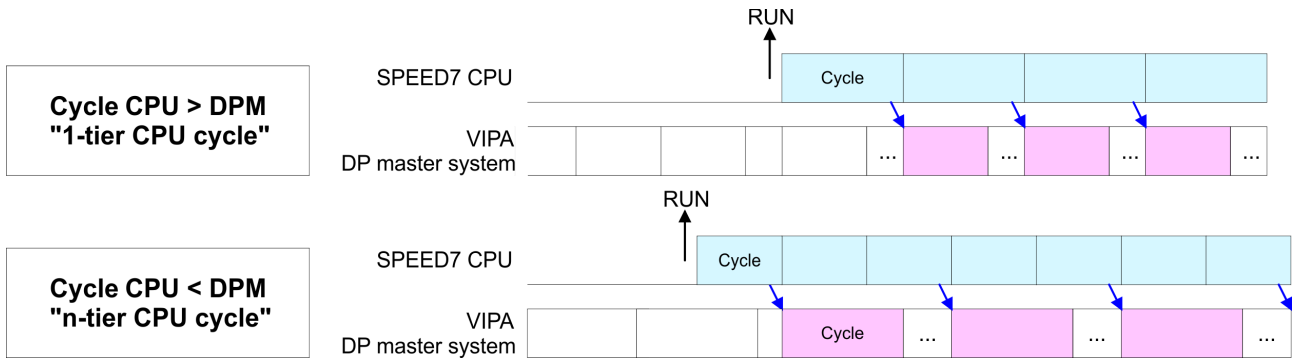 RUN
SPEED7 CPU
Cycle
Cycle CPU > DPM
"1-tier CPU cycle"
VIPA
DP master system
... ... ... ...
RUN
SPEED7 CPU
Cycle
Cycle CPU < DPM
"n-tier CPU cycle"
VIPA
DP master system
Cycle ... ... ...